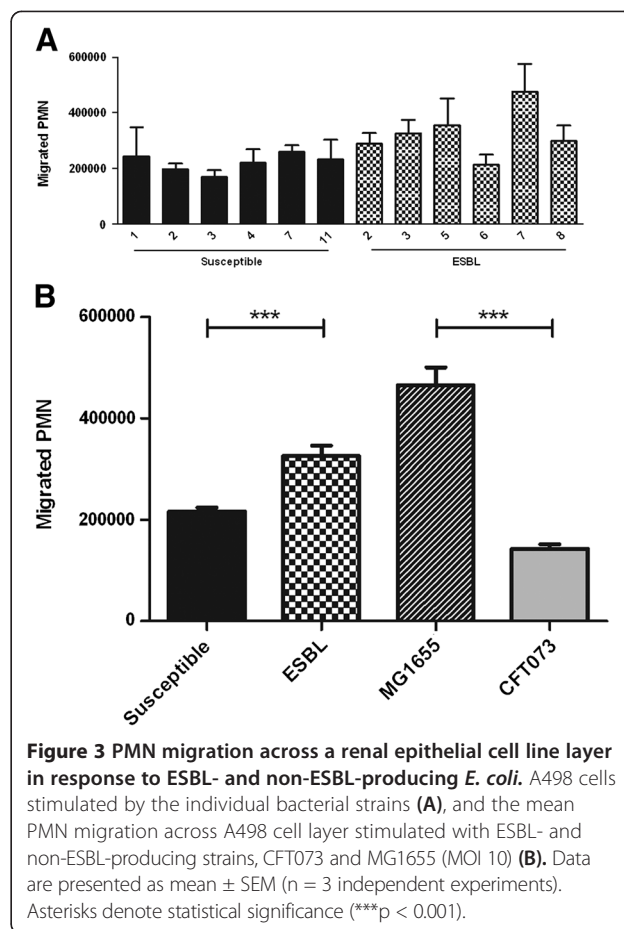 A
600000
400000
200000
0
Migrated PMN
1 2 3 4 7 11 2 3 5 6 7 8
Susceptible ESBL
B
600000
400000
200000
0
Migrated PMN
*** ***
Susceptible ESBL MG1655 CFT073
Figure 3 PMN migration across a renal epithelial cell line layer
in response to ESBL- and non-ESBL-producing E. coli. A498 cells
stimulated by the individual bacterial strains (A), and the mean
PMN migration across A498 cell layer stimulated with ESBL- and
non-ESBL-producing strains, CFT073 and MG1655 (MOI 10) (B). Data
are presented as mean ± SEM (n = 3 independent experiments).
Asterisks denote statistical significance (***p < 0.001).